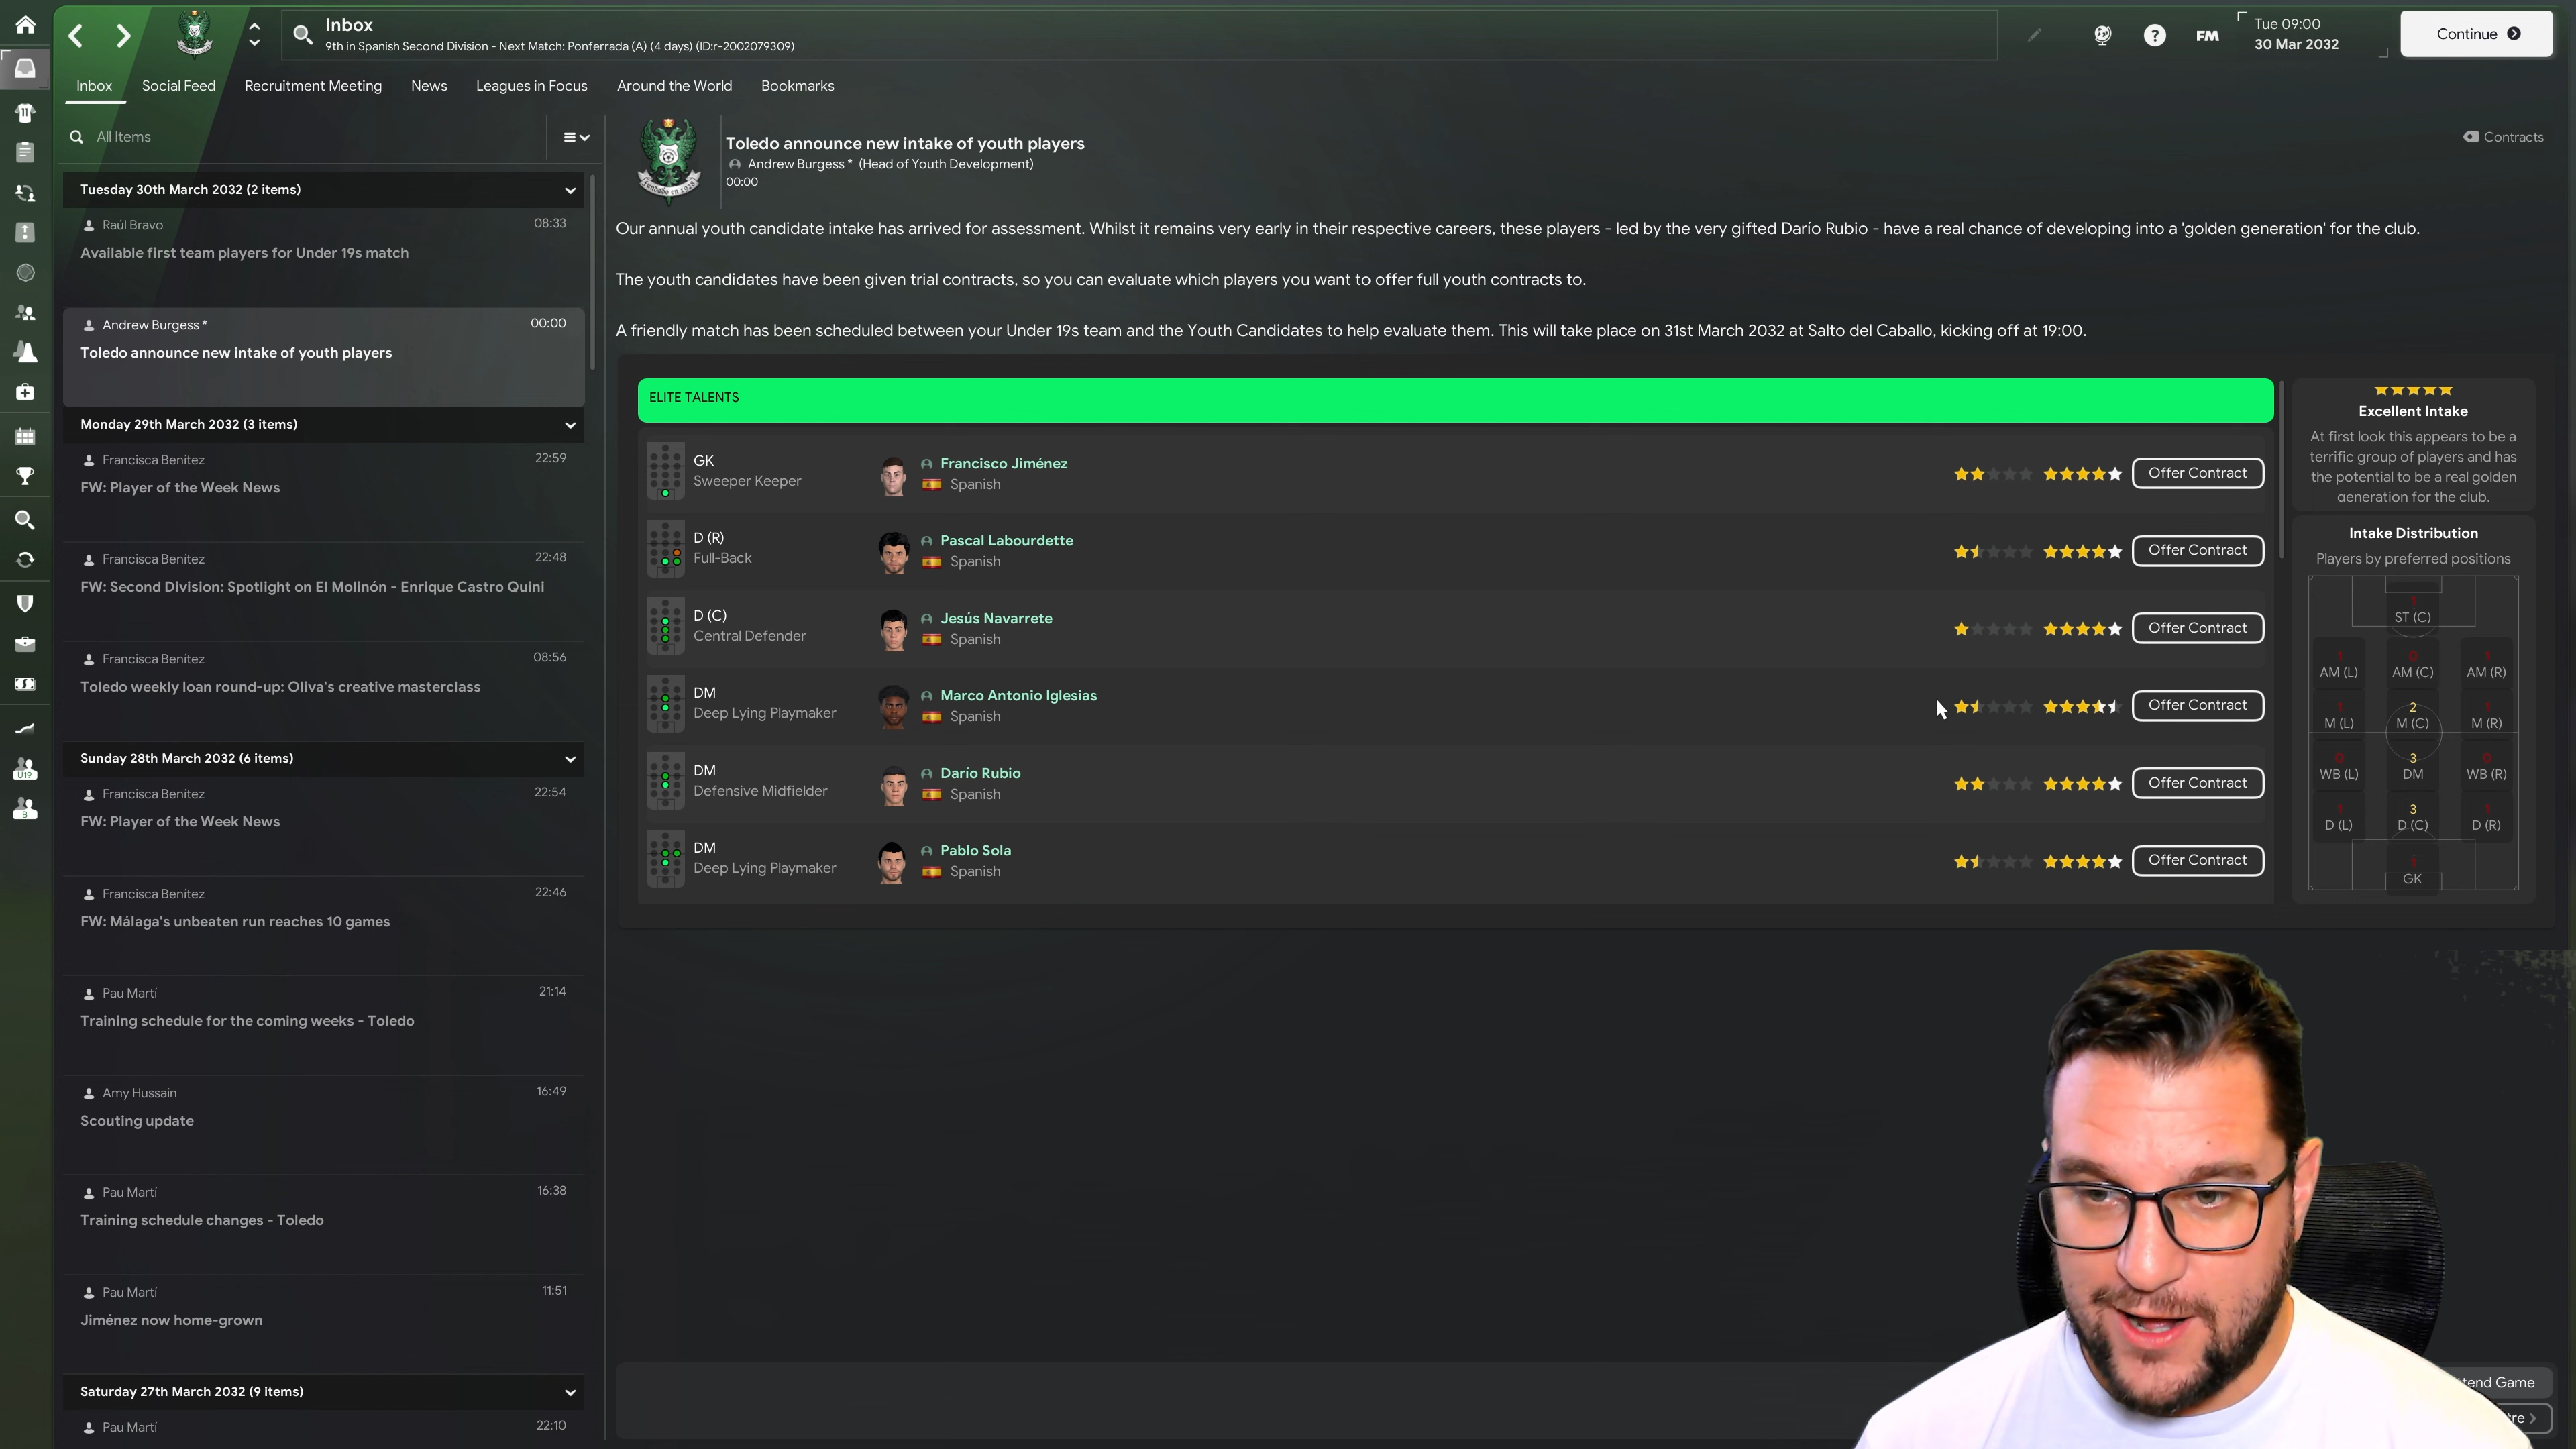 Inbox
9th in Spanish Second Division - Next Match: Ponferrada (A) (4 days) (ID:r-2002079309)
FM
Tue 09:00
30 Mar 2032
Continue
Inbox
Social Feed
Recruitment Meeting
News
Leagues in Focus
Around the World
Bookmarks
All Items
Tuesday 30th March 2032 (2 items)
Raúl Bravo
08:33
Available first team players for Under 19s match
Andrew Burgess *
00:00
Toledo announce new intake of youth players
Monday 29th March 2032 (3 items)
Francisca Benítez
22:59
FW: Player of the Week News
Francisca Benítez
22:48
FW: Second Division: Spotlight on El Molinón - Enrique Castro Quini
Francisca Benítez
08:56
Toledo weekly loan round-up: Oliva's creative masterclass
Sunday 28th March 2032 (6 items)
Francisca Benítez
22:54
FW: Player of the Week News
Francisca Benítez
22:46
FW: Málaga's unbeaten run reaches 10 games
Pau Martí
21:14
Training schedule for the coming weeks - Toledo
Amy Hussain
16:49
Scouting update
Pau Martí
16:38
Training schedule changes - Toledo
Pau Martí
11:51
Jiménez now home-grown
Saturday 27th March 2032 (9 items)
Pau Martí
22:10
U19
B
Toledo announce new intake of youth players
Andrew Burgess * (Head of Youth Development)
00:00
Contracts
Our annual youth candidate intake has arrived for assessment. Whilst it remains very early in their respective careers, these players - led by the very gifted Darío Rubio - have a real chance of developing into a 'golden generation' for the club.
The youth candidates have been given trial contracts, so you can evaluate which players you want to offer full youth contracts to.
A friendly match has been scheduled between your Under 19s team and the Youth Candidates to help evaluate them. This will take place on 31st March 2032 at Salto del Caballo, kicking off at 19:00.
ELITE TALENTS
GK
Sweeper Keeper
Francisco Jiménez
Spanish
Offer Contract
D (R)
Full-Back
Pascal Labourdette
Spanish
Offer Contract
D (C)
Central Defender
Jesús Navarrete
Spanish
Offer Contract
DM
Deep Lying Playmaker
Marco Antonio Iglesias
Spanish
Offer Contract
DM
Defensive Midfielder
Darío Rubio
Spanish
Offer Contract
DM
Deep Lying Playmaker
Pablo Sola
Spanish
Offer Contract
Excellent Intake
At first look this appears to be a
terrific group of players and has
the potential to be a real golden
generation for the club.
Intake Distribution
Players by preferred positions
1
ST (C)
1
AM (L)
0
AM (C)
1
AM (R)
1
M (L)
2
M (C)
1
M (R)
0
WB (L)
3
DM
0
WB (R)
1
D (L)
3
D (C)
1
D (R)
1
GK
tend Game